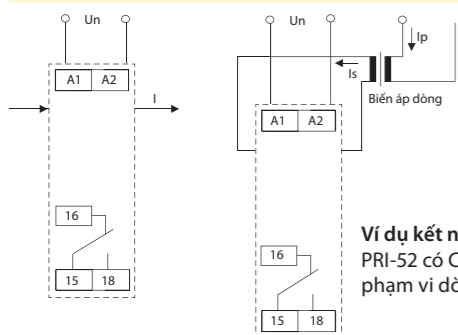 Un
A1 A2
I
16
15 18
Un
Ip
Is
Biến áp dòng
A1 A2
16
15 18
Ví dụ kết
PRI-52 có
phạm vi